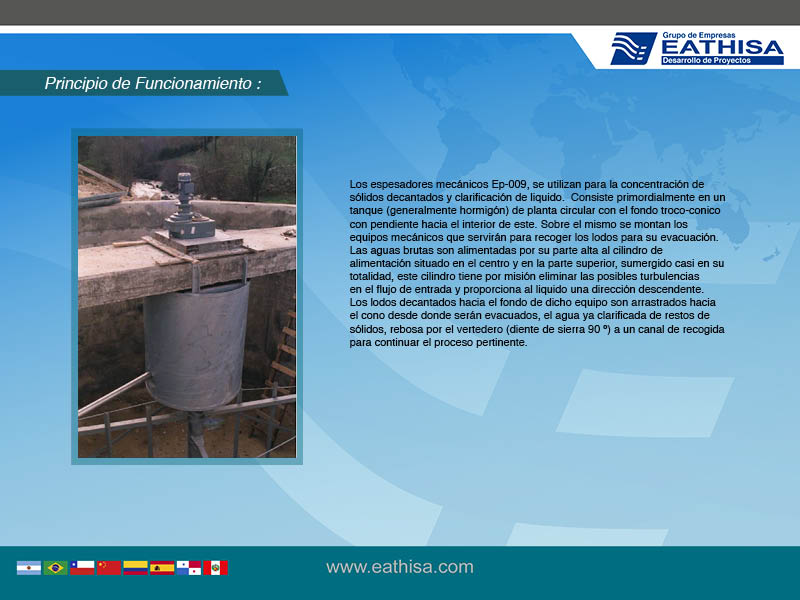 Grupo de Empresas
EATHISA
Desarrollo de Proyectos
Principio de Funcionamiento :
Los espesadores mecánicos Ep-009, se utilizan para la concentración de
sólidos decantados y clarificación de liquido.  Consiste primordialmente en un
tanque (generalmente hormigón) de planta circular con el fondo troco-conico
con pendiente hacia el interior de este. Sobre el mismo se montan los
equipos mecánicos que servirán para recoger los lodos para su evacuación.
Las aguas brutas son alimentadas por su parte alta al cilindro de
alimentación situado en el centro y en la parte superior, sumergido casi en su
totalidad, este cilindro tiene por misión eliminar las posibles turbulencias
en el flujo de entrada y proporciona al liquido una dirección descendente.
Los lodos decantados hacia el fondo de dicho equipo son arrastrados hacia
el cono desde donde serán evacuados, el agua ya clarificada de restos de
sólidos, rebosa por el vertedero (diente de sierra 90 º) a un canal de recogida
para continuar el proceso pertinente.
www.eathisa.com